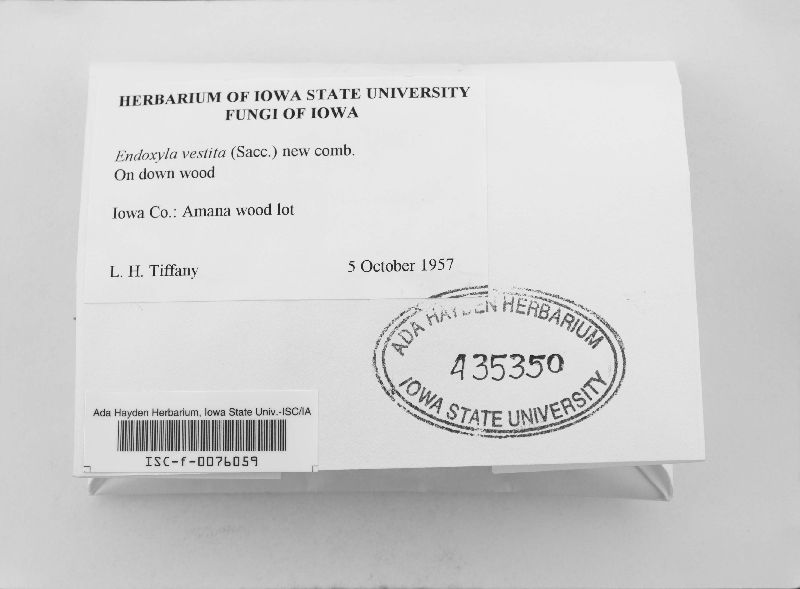 HERBARIUM OF IOWA STATE UNIVERSITY
FUNGI OF IOWA
Endoxyla vestita (Sacc.) new comb.
On down wood
Iowa Co.: Amana wood lot
L. H. Tiffany 5 October 1957
ADA HAYDEN HERBARIUM
435350
IOWA STATE UNIVERSITY
Ada Hayden Herbarium, Iowa State Univ.-ISC/IA
ISC-f-0076059